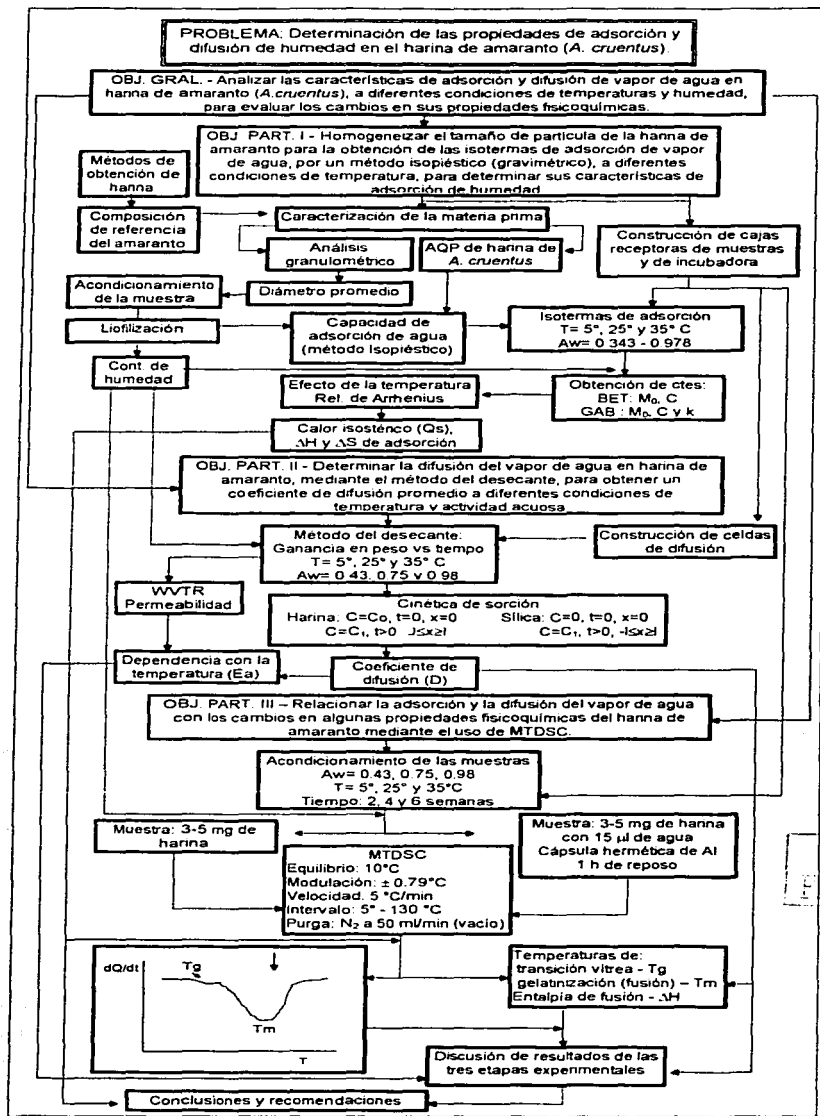 PROBLEMA: Determinación de las propiedades de adsorción y
difusión de humedad en el harina de amaranto (A. cruentus).
OBJ. GRAL. - Analizar las características de adsorción y difusión de vapor de agua en
harina de amaranto (A.cruentus), a diferentes condiciones de temperaturas y humedad,
para evaluar los cambios en sus propiedades fisicoquímicas.
OBJ. PART. I - Homogeneizar el tamaño de partícula de la harina de
amaranto para la obtención de las isotermas de adsorción de vapor
de agua, por un método isopiéstico (gravimétrico), a diferentes
condiciones de temperatura, para determinar sus características de
adsorción de humedad.
Métodos de
obtención de
harina
Composición
de referencia
del amaranto
Caracterización de la materia prima
Análisis
granulométrico
AQP de harina de
A. cruentus
Construcción de cajas
receptoras de muestras
y de incubadora
Acondicionamiento
de la muestra
Diámetro promedio
Liofilización
Capacidad de
adsorción de agua
(método Isopiéstico)
Isotermas de adsorción
T= 5°, 25° y 35° C
Aw= 0.343 - 0.978
Cont. de
humedad
Efecto de la temperatura
Rel. de Arrhenius
Obtención de ctes:
BET: M₀, C
GAB : M₀, C y k
Calor isostérico (Qs),
ΔH y ΔS de adsorción
OBJ. PART. II - Determinar la difusión del vapor de agua en harina de
amaranto, mediante el método del desecante, para obtener un
coeficiente de difusión promedio a diferentes condiciones de
temperatura y actividad acuosa.
Método del desecante:
Ganancia en peso vs tiempo
T= 5°, 25° y 35° C
Aw= 0.43, 0.75 y 0.98
Construcción de celdas
de difusión
WVTR
Permeabilidad
Cinética de sorción
Harina: C=C₀, t=0, x=0 Sílica: C=0, t=0, x=0
C=C₁, t>0 C=C₁, t>0, -l≤x≥l
Dependencia con la
temperatura (Ea)
Coeficiente de
difusión (D)
OBJ. PART. III – Relacionar la adsorción y la difusión del vapor de agua
con los cambios en algunas propiedades fisicoquímicas del harina de
amaranto mediante el uso de MTDSC.
Acondicionamiento de las muestras
Aw= 0.43, 0.75, 0.98
T= 5°, 25° y 35°C
Tiempo: 2, 4 y 6 semanas
Muestra: 3-5 mg de
harina
Muestra: 3-5 mg de harina
con 15 µl de agua
Cápsula hermética de Al
1 h de reposo
MTDSC
Equilibrio: 10°C
Modulación: ± 0.79°C
Velocidad. 5 °C/min
Intervalo: 5° - 130 °C
Purga: N₂ a 50 ml/min (vacío)
dQ/dt
Tg
Tm
T
Temperaturas de:
transición vítrea - Tg
gelatinización (fusión) – Tm
Entalpía de fusión - ΔH
Discusión de resultados de las
tres etapas experimentales
Conclusiones y recomendaciones